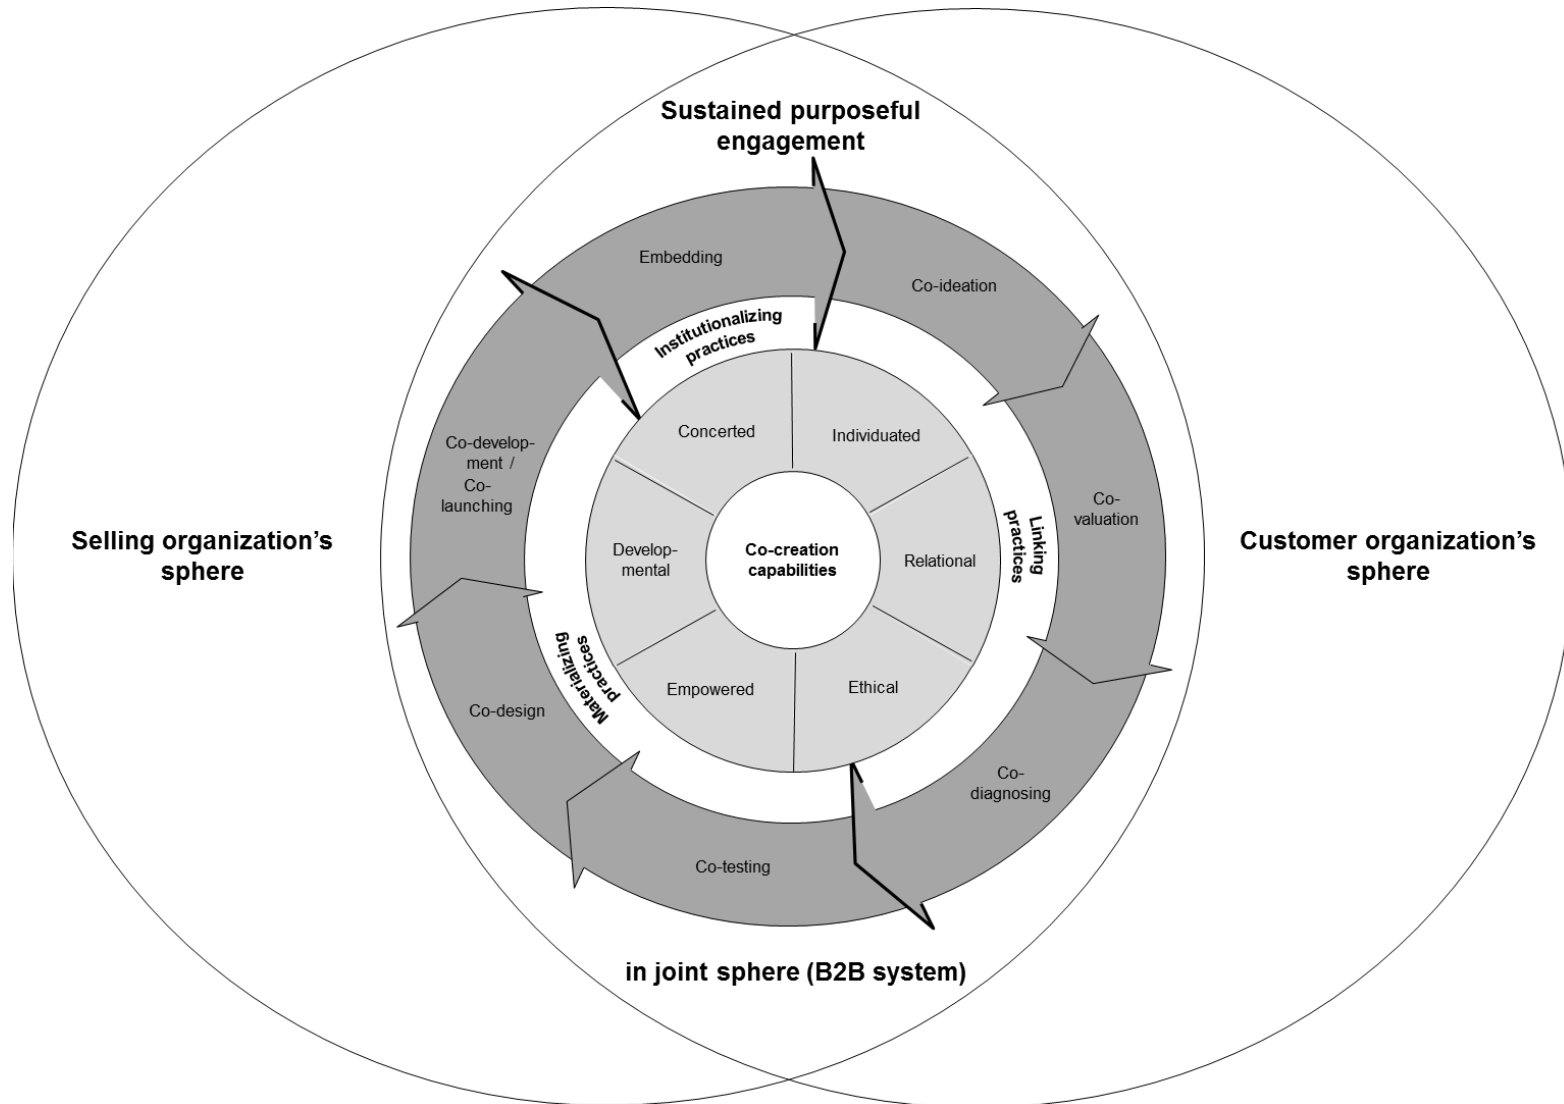 Sustained purposeful
engagement
Embedding
Co-ideation
Institutionalizing
practices
Concerted
Individuated
Co-develop-
ment /
Co-
launching
Co-
valuation
Linking
practices
Selling organization's
sphere
Develop-
mental
Co-creation
capabilities
Relational
Customer organization's
sphere
Materializing
practices
Empowered
Ethical
Co-design
Co-
diagnosing
Co-testing
in joint sphere (B2B system)